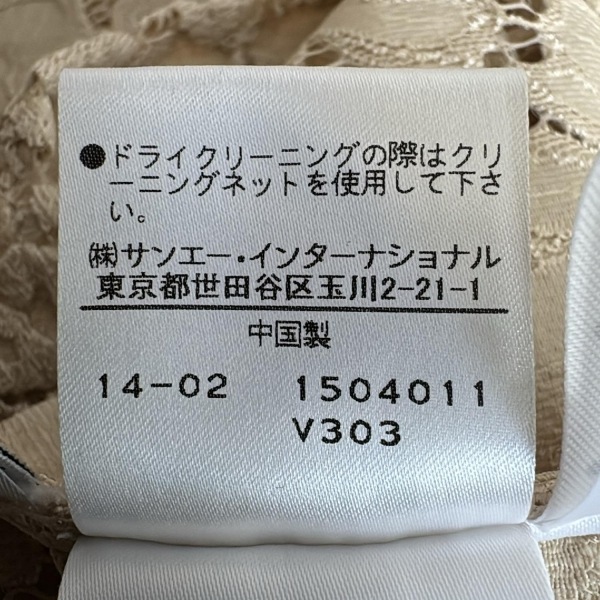 ●ドライクリーニングの際はクリ
ーニングネットを使用して下さ
い。
㈱サンエー・インターナショナル
東京都世田谷区玉川2-21-1
中国製
14-02 1504011
V303